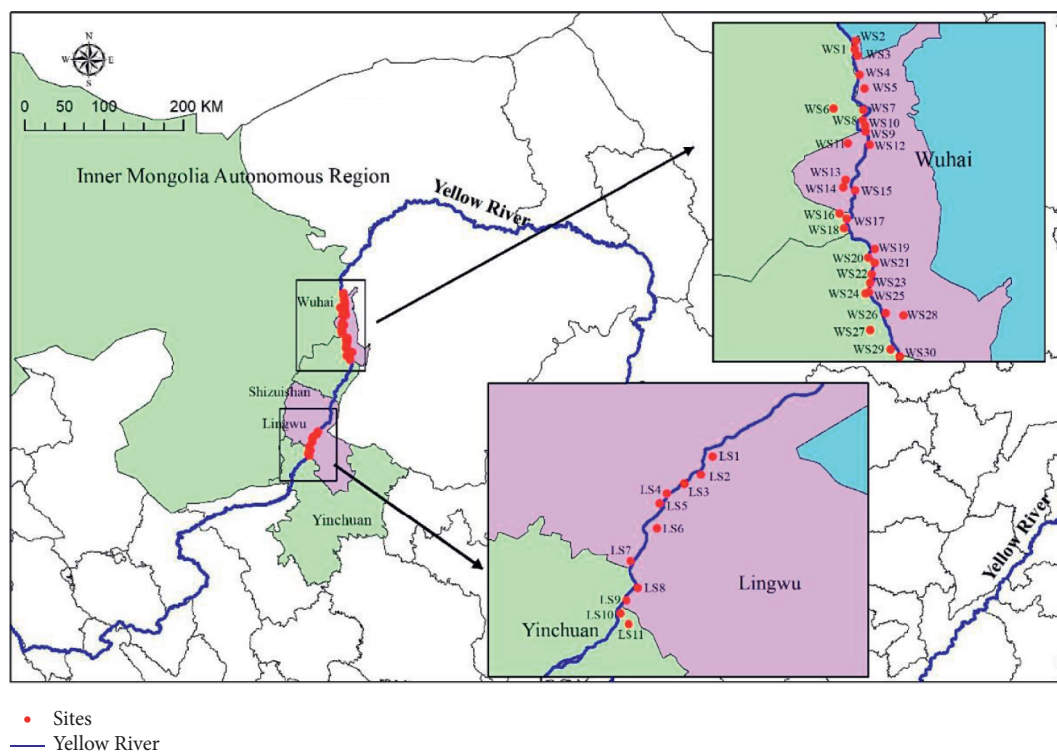 N
W
E
S
0 50 100 200 KM
Inner Mongolia Autonomous Region
Yellow River
Wuhai
Shizuishan
Lingwu
Yinchuan
Yellow River
WS2
WS1
WS3
WS4
WS5
WS6
WS7
WS8
WS10
WS9
WS11
WS12
Wuhai
WS13
WS14
WS15
WS16
WS17
WS18
WS19
WS20
WS21
WS22
WS23
WS24
WS25
WS26
WS28
WS27
WS29
WS30
LS1
LS2
LS3
LS4
LS5
LS6
LS7
LS8
Lingwu
LS9
LS10
LS11
Yinchuan
Sites
Yellow River